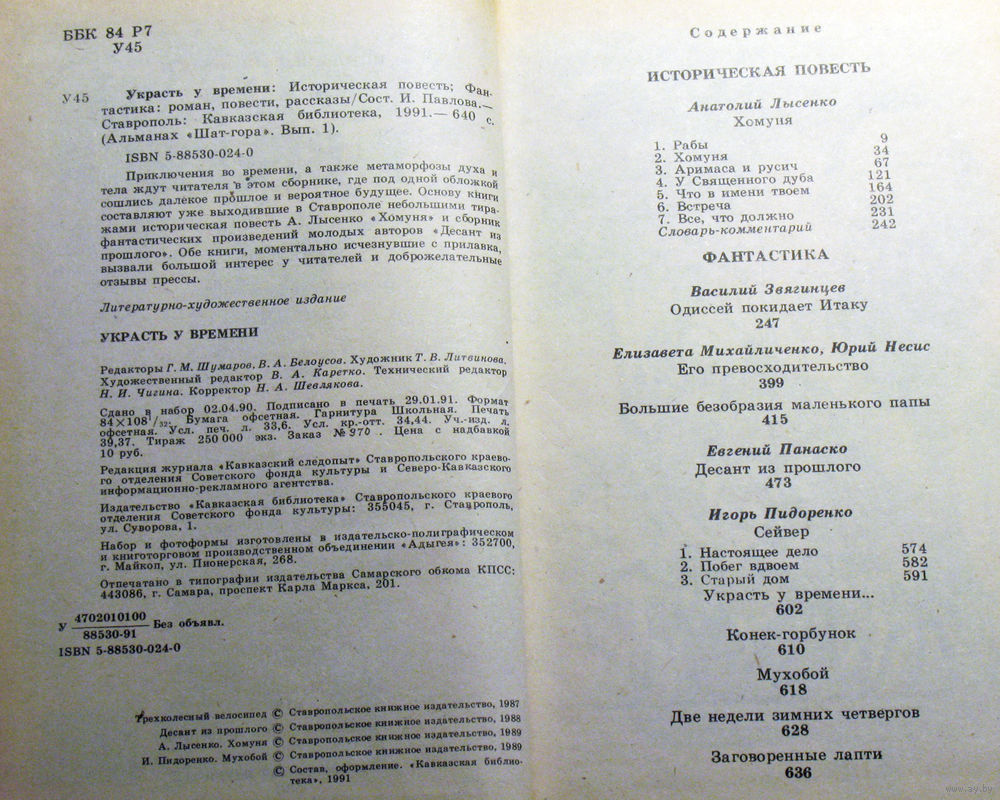 ББК 84 Р7
У45
У45
Украсть у времени: Историческая повесть; Фан-
тастика: роман, повести, рассказы/Сост. И. Павлова.—
Ставрополь: Кавказская библиотека, 1991.— 640 с.
(Альманах «Шат-гора». Вып. 1).
ISBN 5-88530-024-0
Приключения во времени, а также метаморфозы духа и
тела ждут читателя в этом сборнике, где под одной обложкой
сошлись далекое прошлое и вероятное будущее. Основу книги
составляют уже выходившие в Ставрополе небольшими тира-
жами историческая повесть А. Лысенко «Хомуня» и сборник
фантастических произведений молодых авторов «Десант из
прошлого». Обе книги, моментально исчезнувшие с прилавка,
вызвали большой интерес у читателей и доброжелательные
отзывы прессы.
Литературно-художественное издание
УКРАСТЬ У ВРЕМЕНИ
Редакторы Г. М. Шумаров, В. А. Белоусов. Художник Т. В. Литвинова.
Художественный редактор В. А. Каретко. Технический редактор
Н. И. Чигина. Корректор Н. А. Шевлякова.
Сдано в набор 02.04.90. Подписано в печать 29.01.91. Формат
84×108 1/32. Бумага офсетная. Гарнитура Школьная. Печать
офсетная. Усл. печ. л. 33,6. Усл. кр.-отт. 34,44. Уч.-изд. л.
39,37. Тираж 250 000 экз. Заказ № 970. Цена с надбавкой
10 руб.
Редакция журнала «Кавказский следопыт» Ставропольского краево-
го отделения Советского фонда культуры и Северо-Кавказского
информационно-рекламного агентства.
Издательство «Кавказская библиотека» Ставропольского краевого
отделения Советского фонда культуры: 355045, г. Ставрополь,
ул. Суворова, 1.
Набор и фотоформы изготовлены в издательско-полиграфическом
и книготорговом производственном объединении «Адыгея»: 352700,
г. Майкоп, ул. Пионерская, 268.
Отпечатано в типографии издательства Самарского обкома КПСС:
443086, г. Самара, проспект Карла Маркса, 201.
У 4702010100 Без объявл.
88530-91
ISBN 5-88530-024-0
Трехколесный велосипед © Ставропольское книжное издательство, 1987
Десант из прошлого © Ставропольское книжное издательство, 1988
А. Лысенко. Хомуня © Ставропольское книжное издательство, 1989
И. Пидоренко. Мухобой © Ставропольское книжное издательство, 1989
© Состав, оформление. «Кавказская библио-
тека», 1991
Содержание
ИСТОРИЧЕСКАЯ ПОВЕСТЬ
Анатолий Лысенко
Хомуня
1. Рабы 9
2. Хомуня 34
3. Аримаса и русич 67
4. У Священного дуба 121
5. Что в имени твоем 164
6. Встреча 202
7. Все, что должно 231
Словарь-комментарий 242
ФАНТАСТИКА
Василий Звягинцев
Одиссей покидает Итаку
247
Елизавета Михайличенко, Юрий Несис
Его превосходительство
399
Большие безобразия маленького папы
415
Евгений Панаско
Десант из прошлого
473
Игорь Пидоренко
Сейвер
1. Настоящее дело 574
2. Побег вдвоем 582
3. Старый дом 591
Украсть у времени...
602
Конек-горбунок
610
Мухобой
618
Две недели зимних четвергов
628
Заговоренные лапти
636
www.ay.by